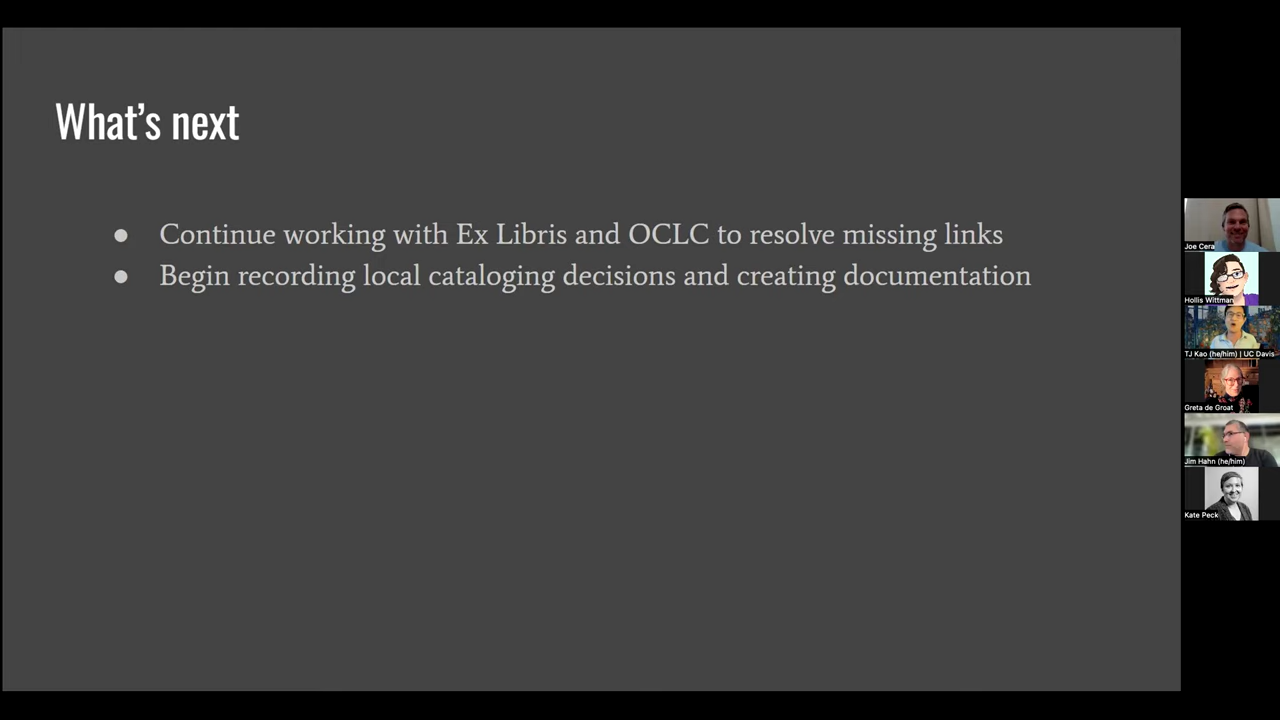 What's next
● Continue working with Ex Libris and OCLC to resolve missing links
● Begin recording local cataloging decisions and creating documentation
Joe Cera
Hollis Wittman
TJ Kao (he/him) | UC Davis
Greta de Groat
Jim Hahn (he/him)
Kate Peck